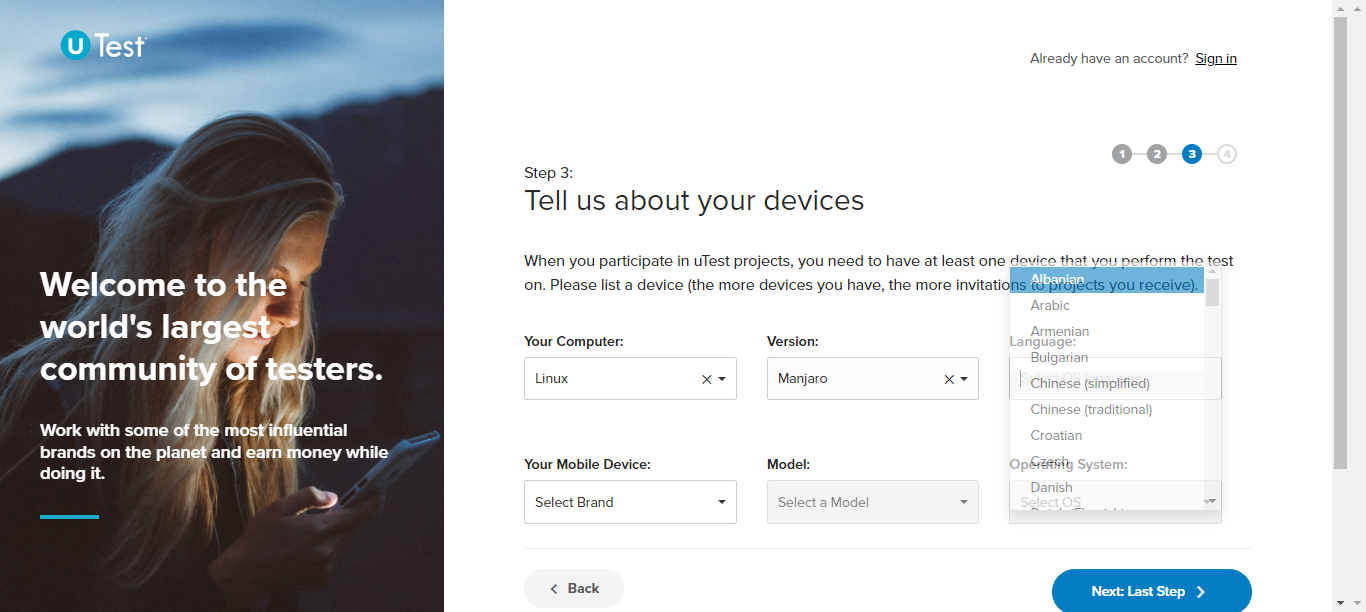 U Test
Already have an account? Sign in
1 2 3 4
Step 3:
Tell us about your devices
Welcome to the
world's largest
community of testers.
Work with some of the most influential
brands on the planet and earn money while
doing it.
When you participate in uTest projects, you need to have at least one device that you perform the test
on. Please list a device (the more devices you have, the more invitations to projects you receive).
Your Computer:
Linux
Version:
Manjaro
Language:
Select OS language
Albanian
Arabic
Armenian
Bulgarian
Chinese (simplified)
Chinese (traditional)
Croatian
Czech
Danish
Your Mobile Device:
Select Brand
Model:
Select a Model
Operating System:
Select OS
Back
Next: Last Step